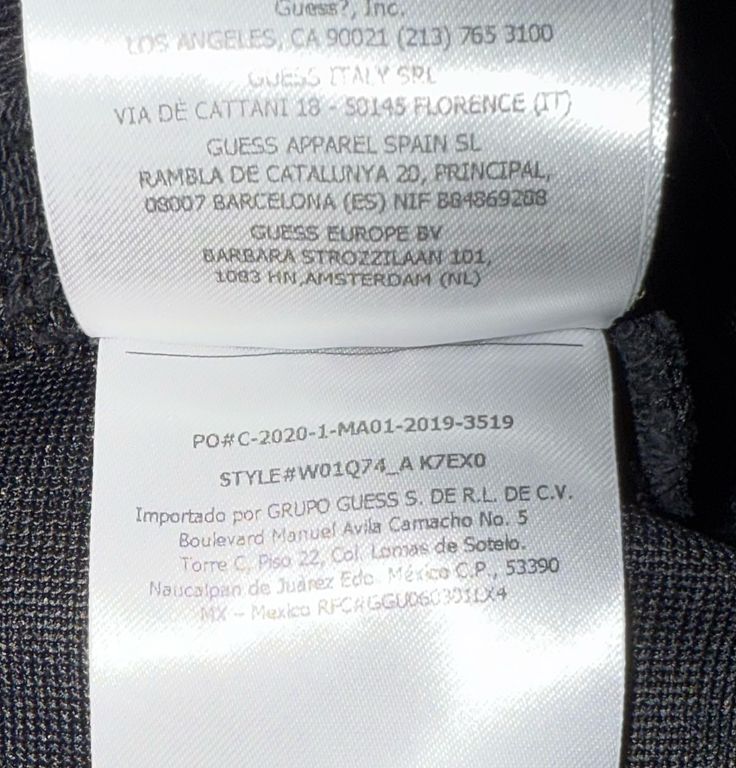 Guess?, Inc.
LOS ANGELES, CA 90021 (213) 765 3100
GUESS ITALY SRL
VIA DE CATTANI 18 - 50145 FLORENCE (IT)
GUESS APPAREL SPAIN SL
RAMBLA DE CATALUNYA 20, PRINCIPAL,
08007 BARCELONA (ES) NIF B84869288
GUESS EUROPE BV
BARBARA STROZZILAAN 101,
1083 HN,AMSTERDAM (NL)
PO#C-2020-1-MA01-2019-3519
STYLE#W01Q74_A K7EX0
Importado por GRUPO GUESS S. DE R.L. DE C.V.
Boulevard Manuel Avila Camacho No. 5
Torre C, Piso 22, Col. Lomas de Sotelo.
Naucalpan de Juárez Edo. México C.P., 53390
MX - Mexico RFC#GGU060301LX4